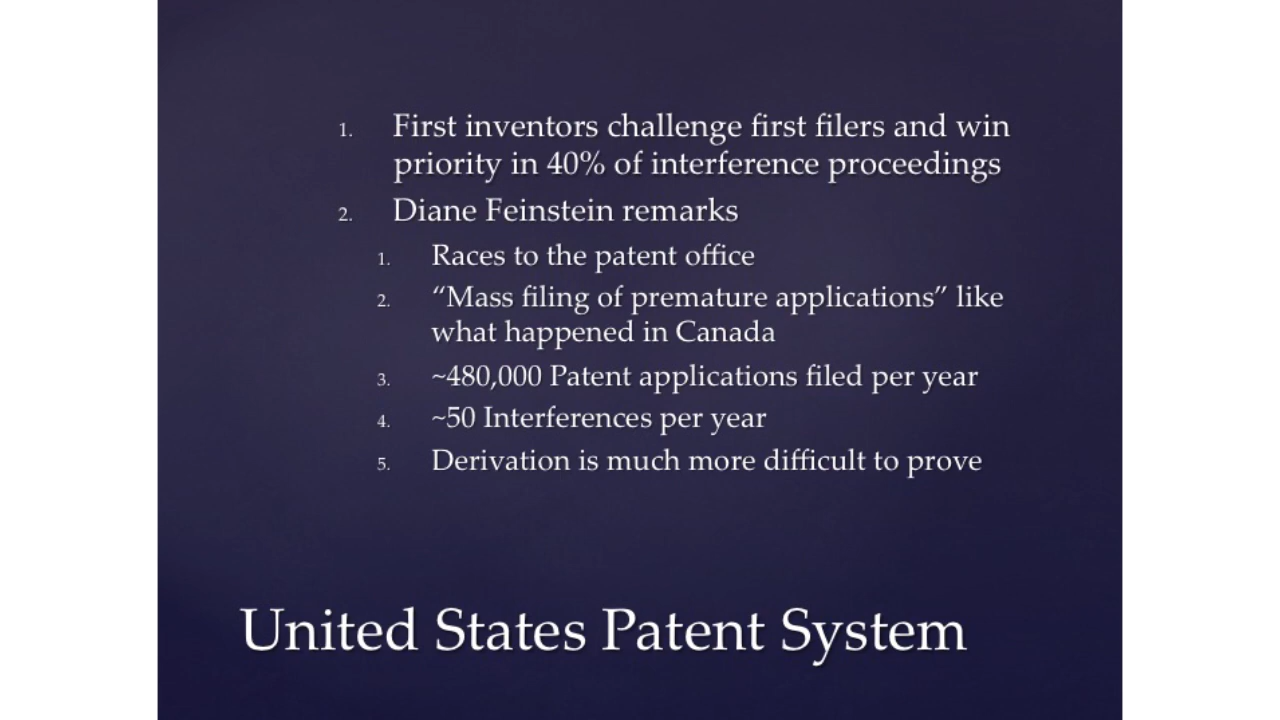 1. First inventors challenge first filers and win
priority in 40% of interference proceedings
2. Diane Feinstein remarks
1. Races to the patent office
2. “Mass filing of premature applications” like
what happened in Canada
3. ~480,000 Patent applications filed per year
4. ~50 Interferences per year
5. Derivation is much more difficult to prove
United States Patent System